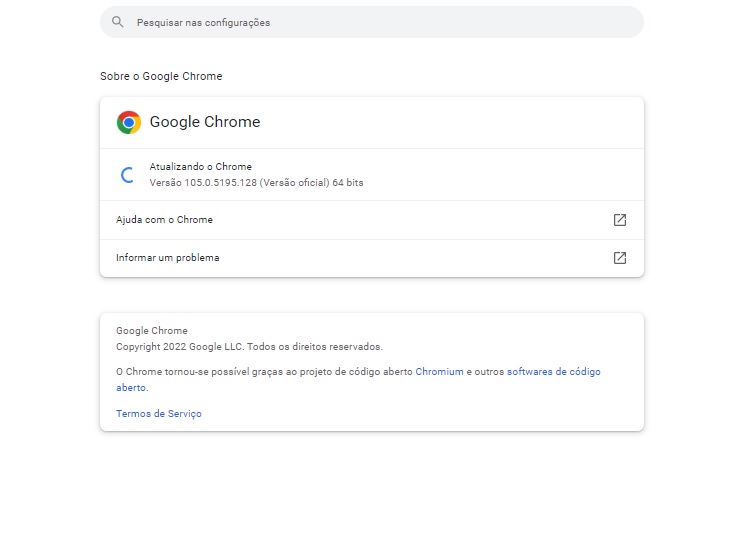 Pesquisar nas configurações
Sobre o Google Chrome
Google Chrome
Atualizando o Chrome
Versão 105.0.5195.128 (Versão oficial) 64 bits
Ajuda com o Chrome
Informar um problema
Google Chrome
Copyright 2022 Google LLC. Todos os direitos reservados.
O Chrome tornou-se possível graças ao projeto de código aberto Chromium e outros softwares de código
aberto.
Termos de Serviço